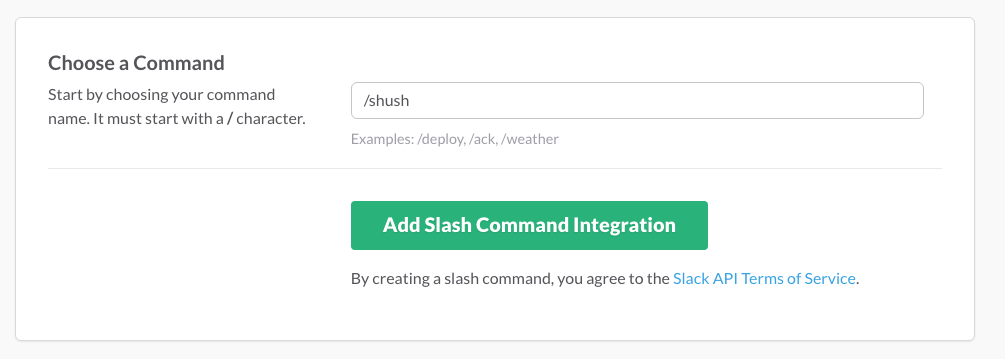 Choose a Command
Start by choosing your command
name. It must start with a / character.
/shush
Examples: /deploy, /ack, /weather
Add Slash Command Integration
By creating a slash command, you agree to the Slack API Terms of Service.